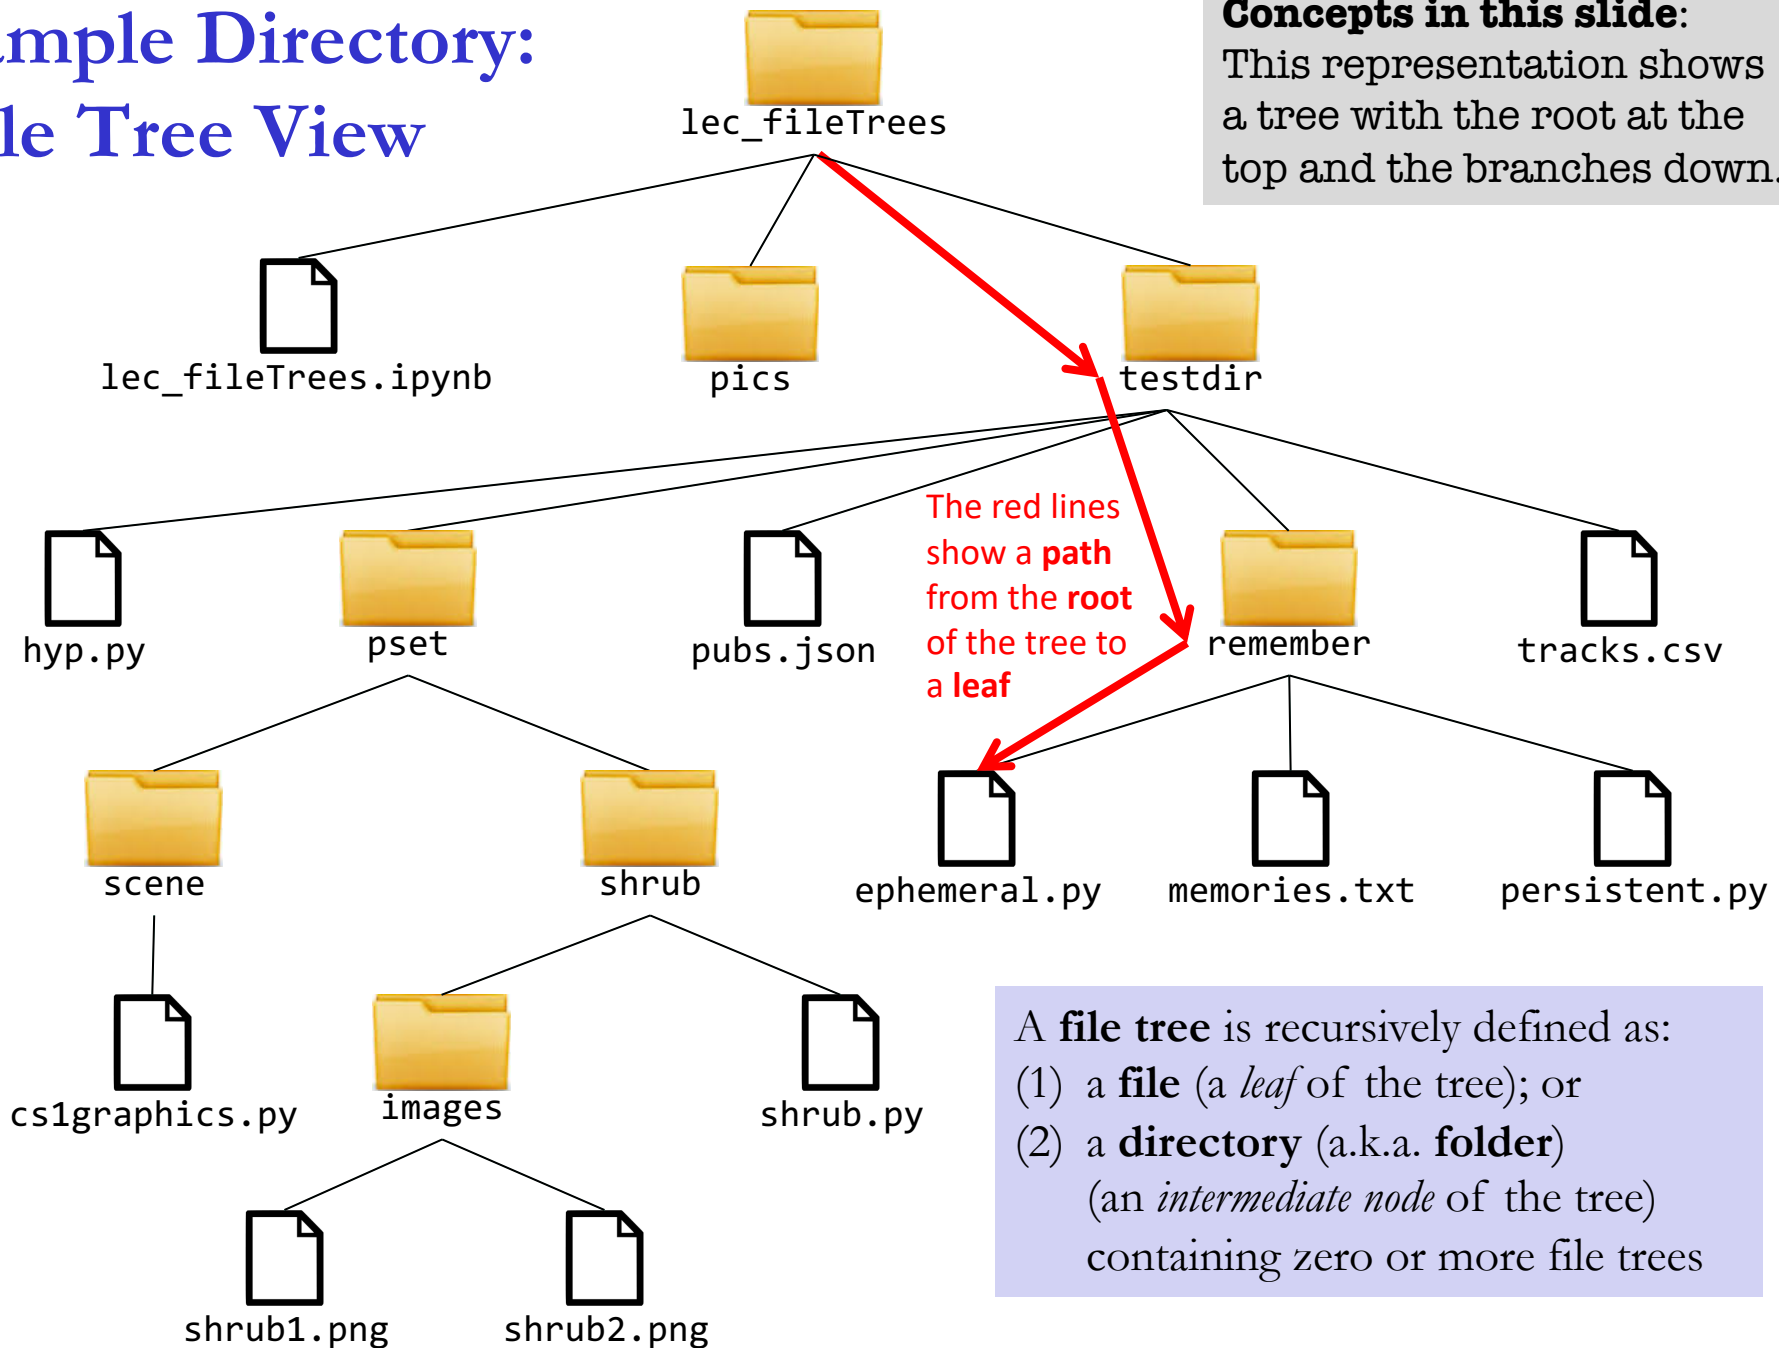 mple Directory:
le Tree View
Concepts in this slide:
This representation shows
a tree with the root at the
top and the branches down.
lec_fileTrees
lec_fileTrees.ipynb
pics
testdir
The red lines
show a path
from the root
of the tree to
a leaf
hyp.py
pset
pubs.json
remember
tracks.csv
scene
shrub
ephemeral.py
memories.txt
persistent.py
cs1graphics.py
images
shrub.py
shrub1.png
shrub2.png
A file tree is recursively defined as:
(1) a file (a leaf of the tree); or
(2) a directory (a.k.a. folder)
(an intermediate node of the tree)
containing zero or more file trees